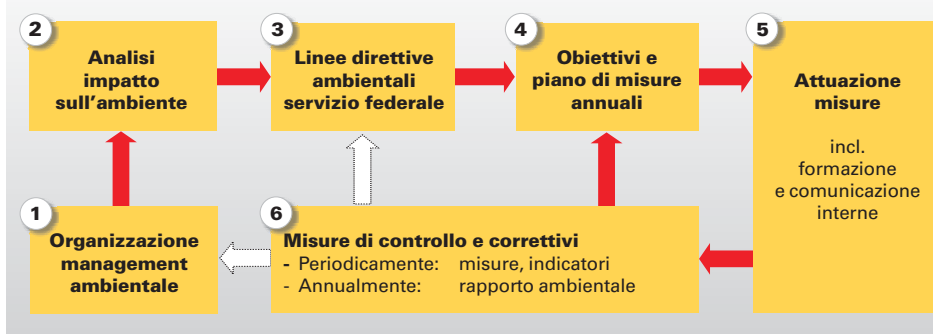 2
Analisi
impatto
sull'ambiente
3
Linee direttive
ambientali
servizio federale
4
Obiettivi e
piano di misure
annuali
5
Attuazione
misure
incl.
formazione
e comunicazione
interne
1
Organizzazione
management
ambientale
6
Misure di controllo e correttivi
- Periodicamente: misure, indicatori
- Annualmente: rapporto ambientale